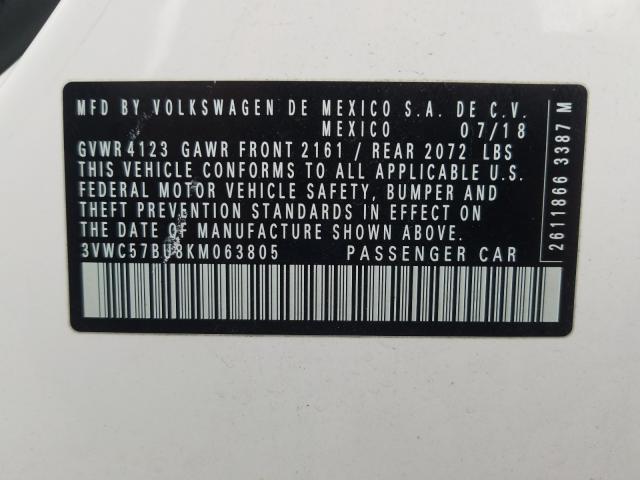 MFD BY VOLKSWAGEN DE MEXICO S.A. DE C.V.
MEXICO 07/18
GVWR 4123 GAWR FRONT 2161 / REAR 2072 LBS
THIS VEHICLE CONFORMS TO ALL APPLICABLE U.S.
FEDERAL MOTOR VEHICLE SAFETY, BUMPER AND
THEFT PREVENTION STANDARDS IN EFFECT ON
THE DATE OF MANUFACTURE SHOWN ABOVE.
3VWC57BU8KM063805 PASSENGER CAR
26118663387 M